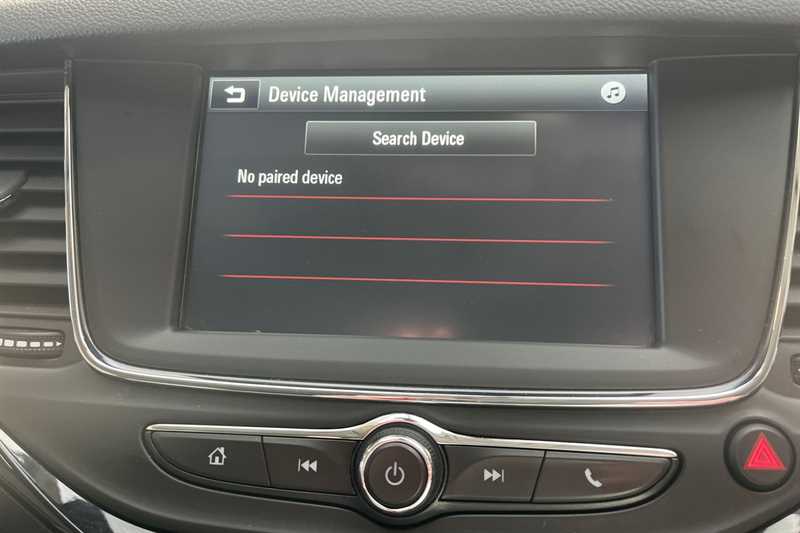 Device Management
Search Device
No paired device